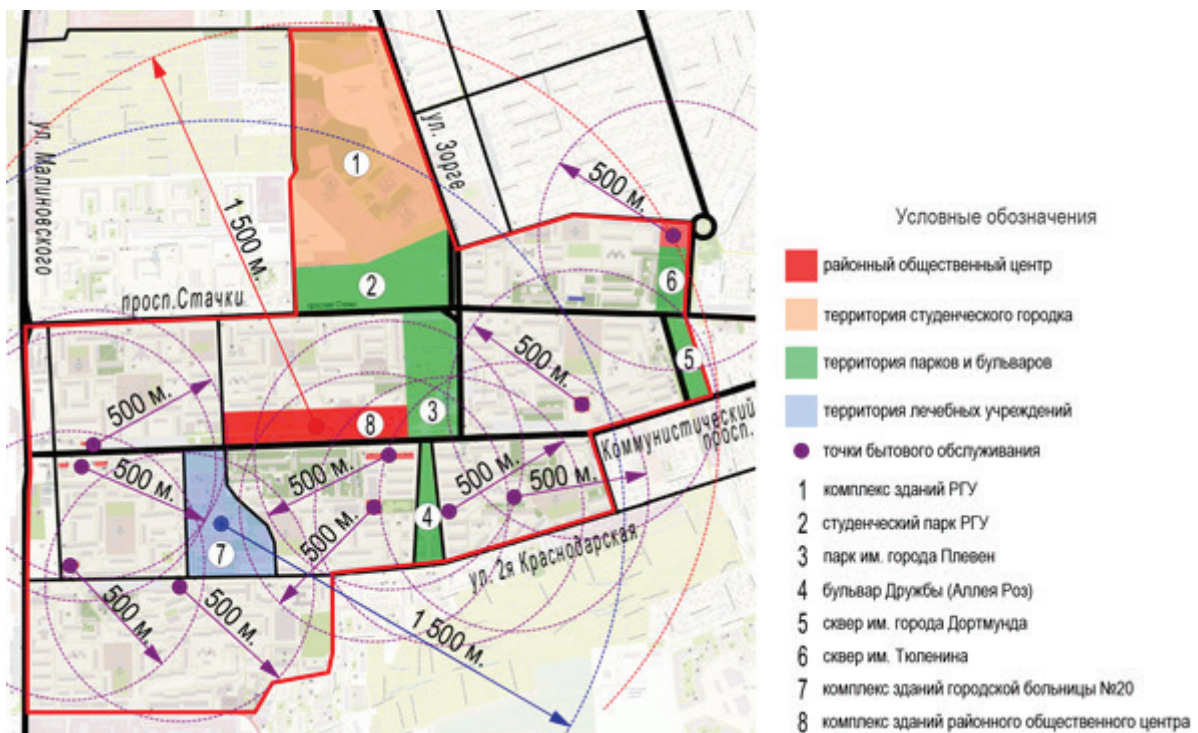 ул. Малиновского
1
ул. Зорге
500 м.
1 500 м.
2
6
просп.Стачки
проспект Стачки
500 м.
5
500 м.
3
8
Коммунистический
просп.
500 м.
500 м.
500 м.
500 м.
4
7
500 м.
ул. 2я Краснодарская
500 м.
500 м.
1 500 м.
Условные обозначения
районный общественный центр
территория студенческого городка
территория парков и бульваров
территория лечебных учреждений
точки бытового обслуживания
1 комплекс зданий РГУ
2 студенческий парк РГУ
3 парк им. города Плевен
4 бульвар Дружбы (Аллея Роз)
5 сквер им. города Дортмунда
6 сквер им. Тюленина
7 комплекс зданий городской больницы №20
8 комплекс зданий районного общественного центра